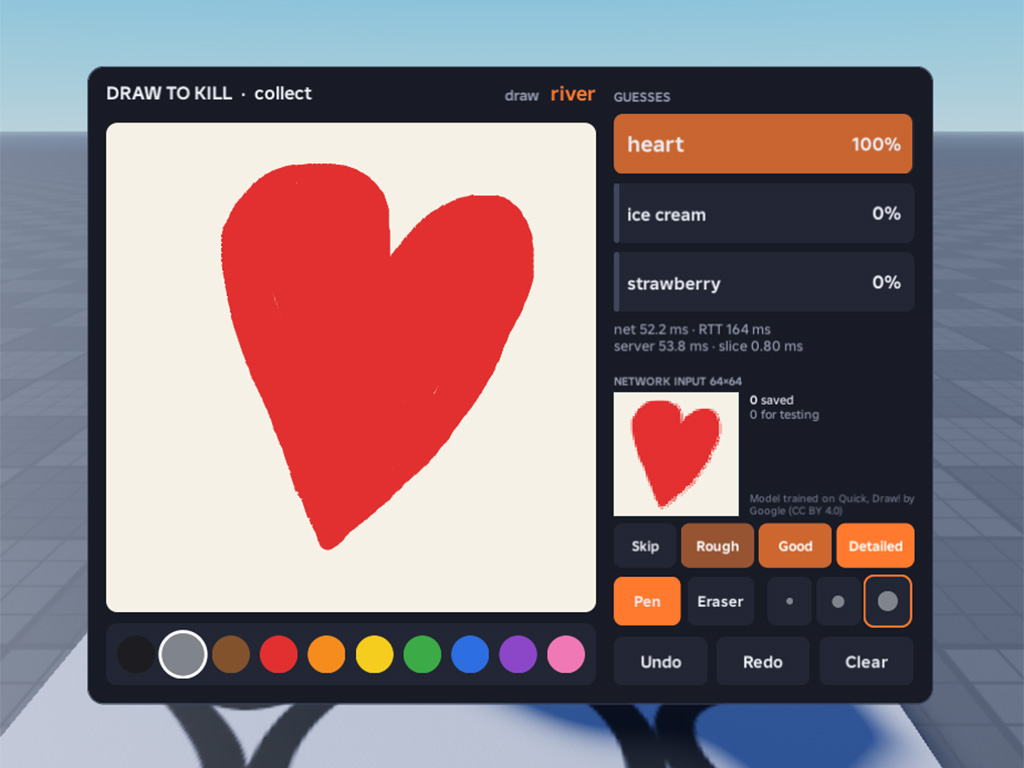 DRAW TO KILL · collect
draw river
GUESSES
heart 100%
ice cream 0%
strawberry 0%
net 52.2 ms · RTT 164 ms
server 53.8 ms · slice 0.80 ms
NETWORK INPUT 64×64
0 saved
0 for testing
Model trained on Quick, Draw! by
Google (CC BY 4.0)
Skip Rough Good Detailed
Pen Eraser
Undo Redo Clear